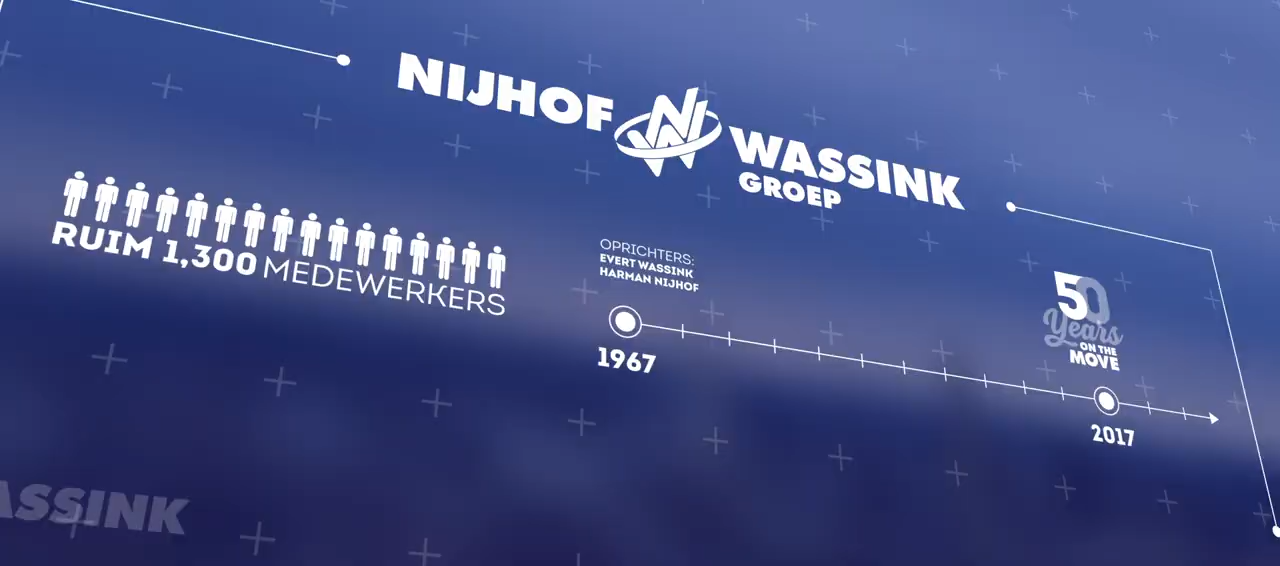 NIJHOF WASSINK
GROEP
RUIM 1,300 MEDEWERKERS
OPRICHTERS:
EVERT WASSINK
HARMAN NIJHOF
1967
50
Years
ON THE
MOVE
2017
ASSINK